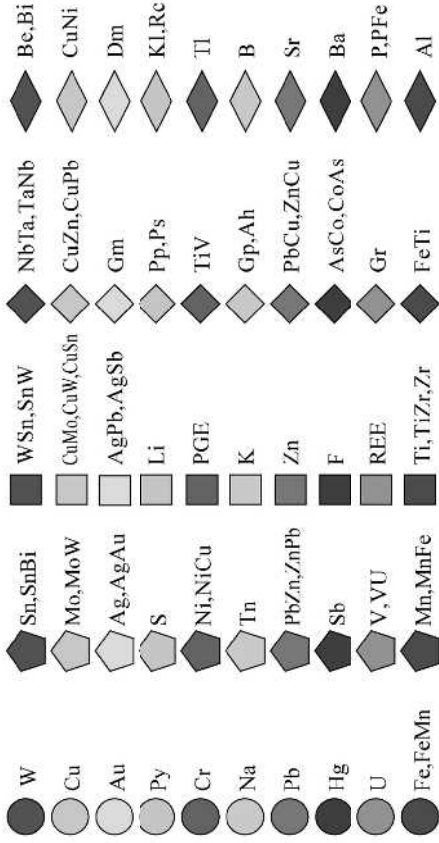 W
Sn,SnBi
WSn,SnW
NbTa,TaNb
Be,Bi
Cu
Mo,MoW
CuMo,CuW,CuSn
CuZn,CuPb
CuNi
Au
Ag,AgAu
AgPb,AgSb
Gm
Dm
Py
S
Li
Pp,Ps
Kl,Rc
Cr
Ni,NiCu
PGE
TiV
Tl
Na
Tn
K
Gp,Ah
B
Pb
PbZn,ZnPb
Zn
PbCu,ZnCu
Sr
Hg
Sb
F
AsCo,CoAs
Ba
U
V,VU
REE
Gr
P,PFe
Fe,FeMn
Mn,MnFe
Ti,TiZr,Zr
FeTi
Al